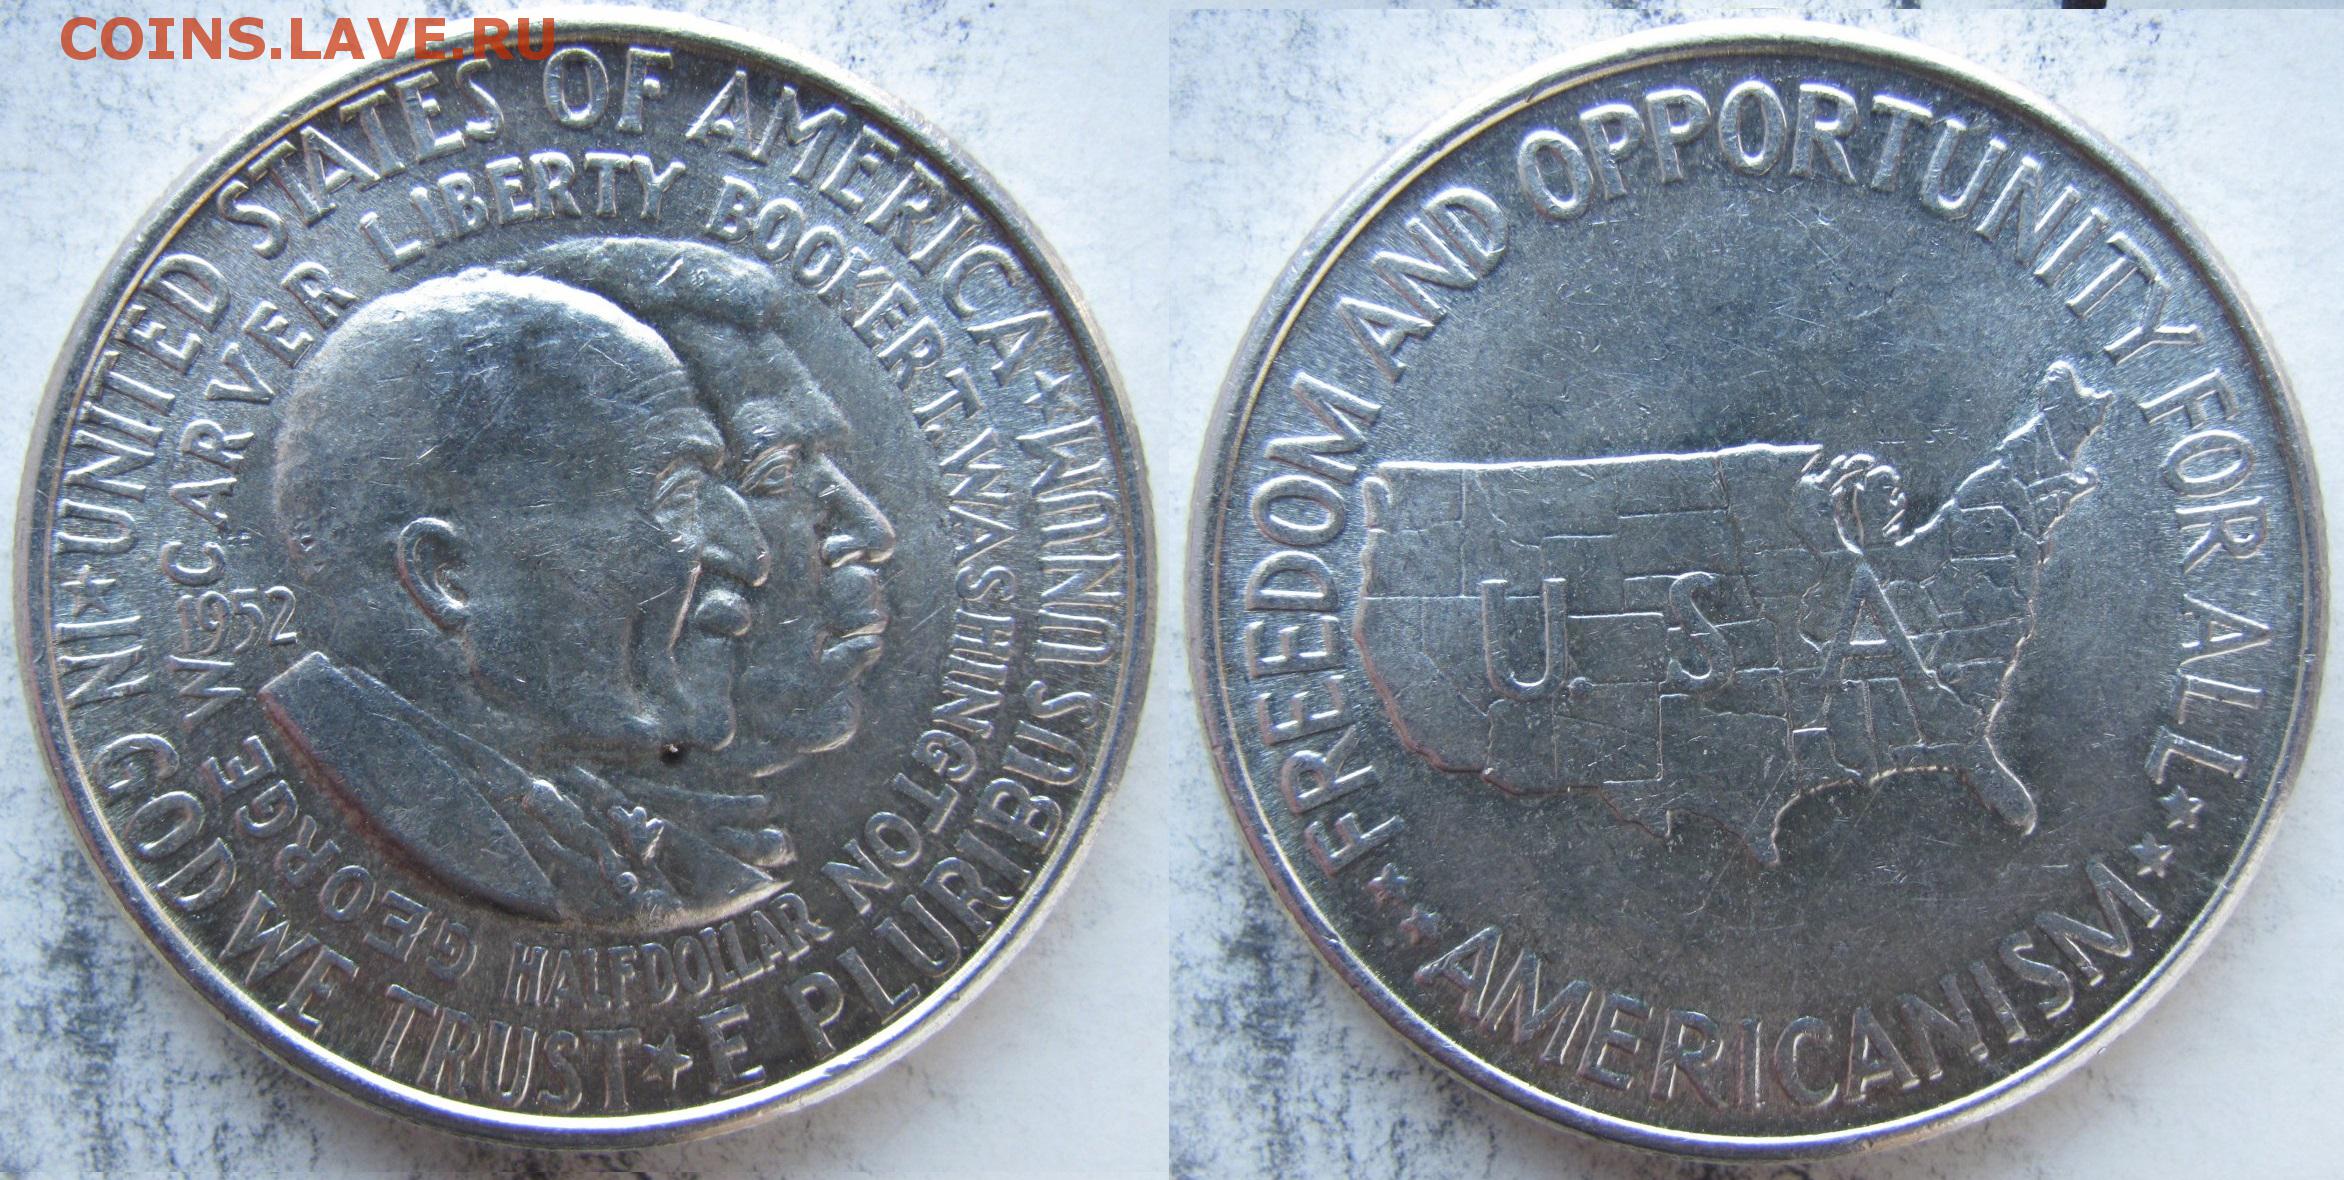 COINS.LAVE.RU
UNITED STATES OF AMERICA ★ E PLURIBUS UNUM ★ IN GOD WE TRUST ★
GEORGE W CARVER LIBERTY BOOKER T. WASHINGTON
1952
HALF DOLLAR
FREEDOM AND OPPORTUNITY FOR ALL
U. S. A
★ ★ AMERICANISM ★ ★